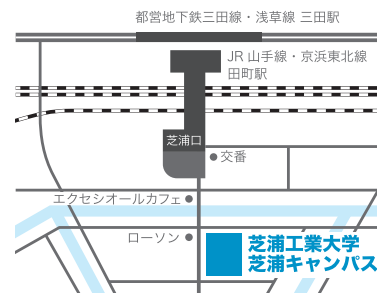 都営地下鉄三田線・浅草線 三田駅
JR 山手線・京浜東北線
田町駅
芝浦口
交番
エクセシオールカフェ
ローソン
芝浦工業大学
芝浦キャンパス